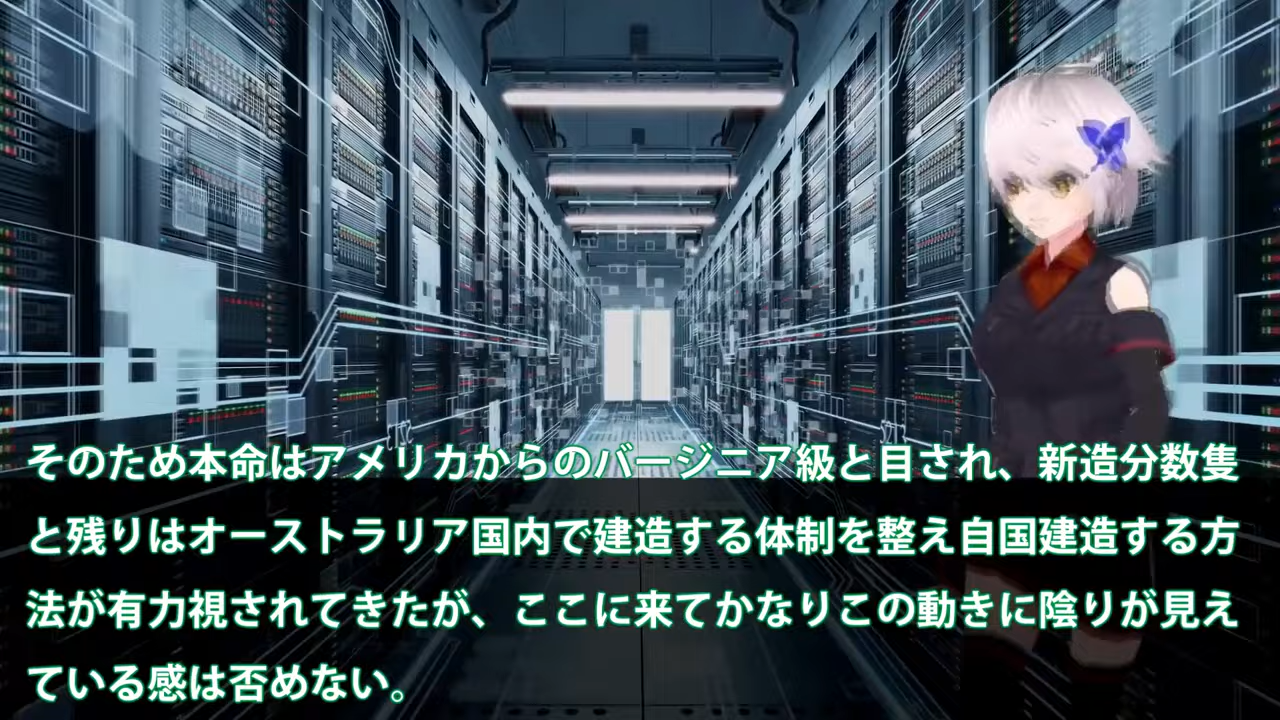 そのため本命はアメリカからのバージニア級と目され、新造分数隻
と残りはオーストラリア国内で建造する体制を整え自国建造する方
法が有力視されてきたが、ここに来てかなりこの動きに陰りが見え
ている感は否めない。